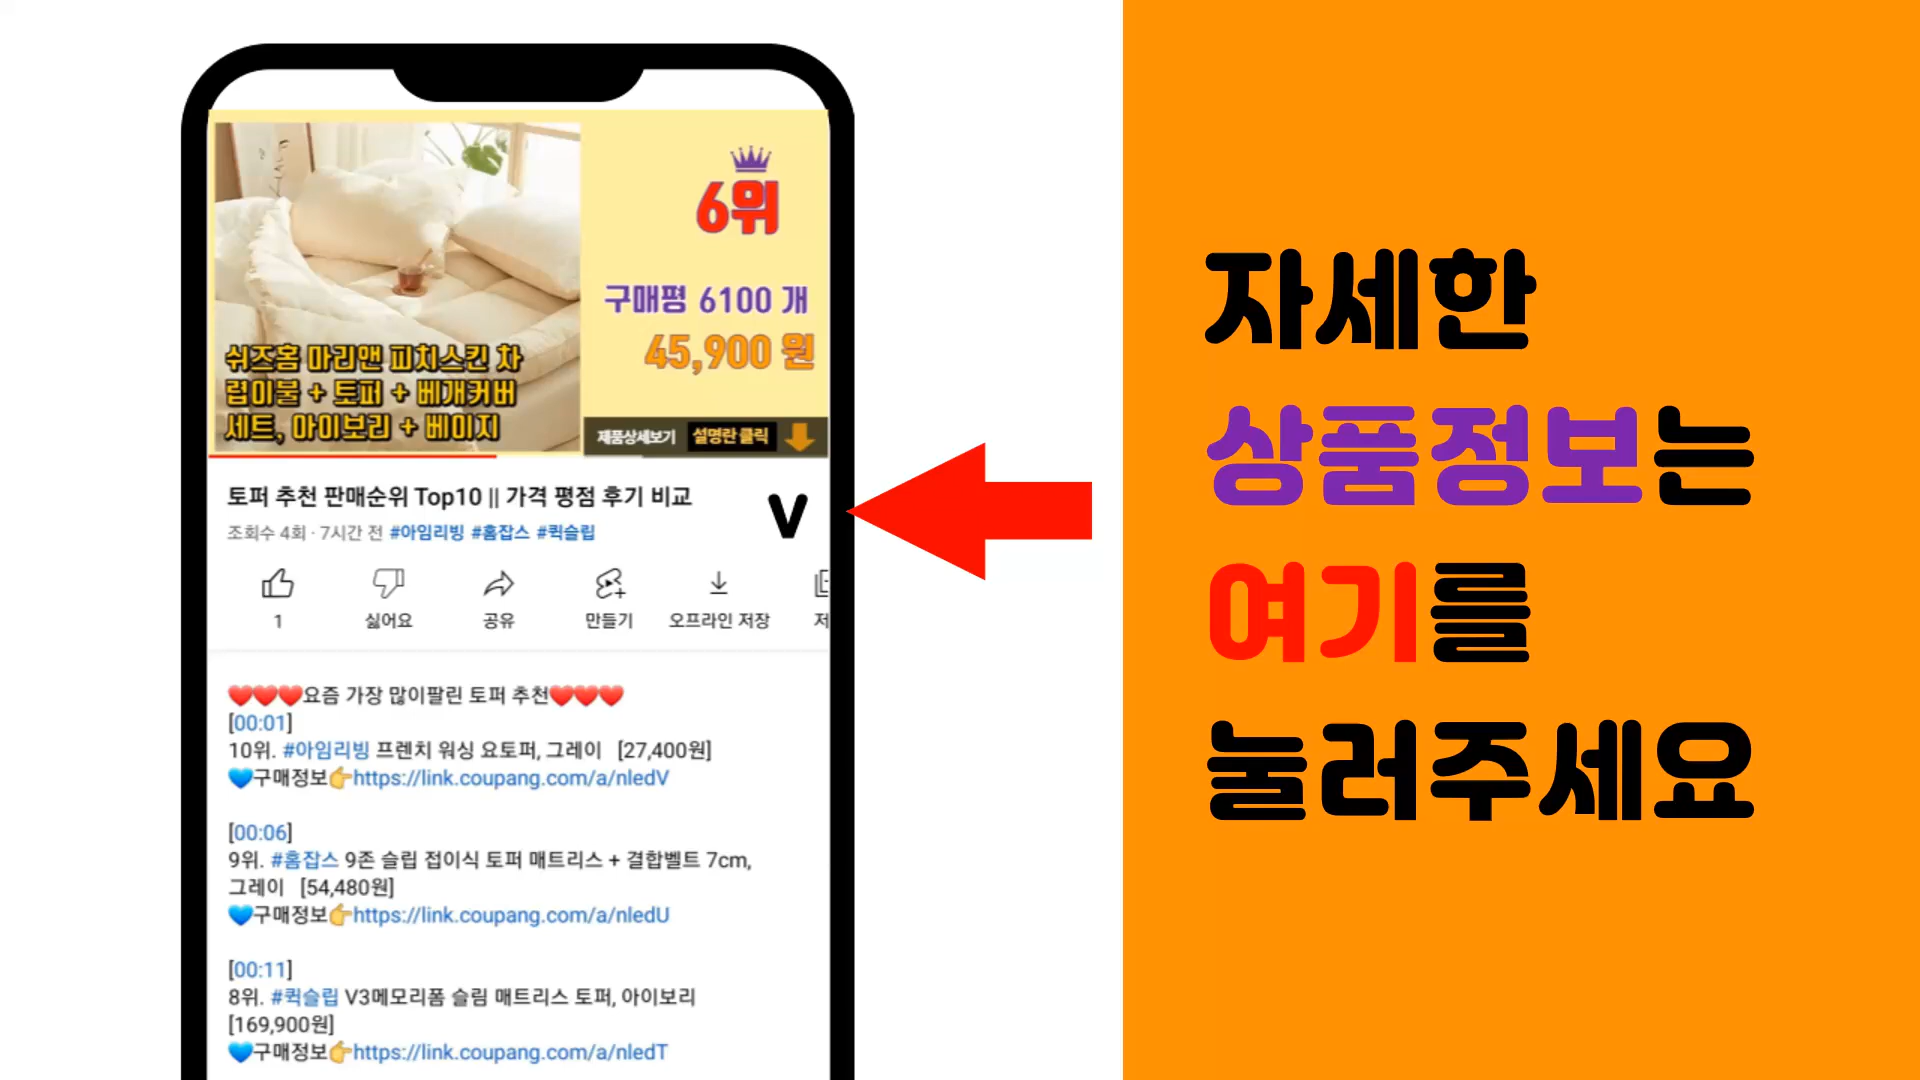 6위
구매평 6100 개
45,900 원
쉬즈홈 마리앤 피치스킨 차
렵이불 + 토퍼 + 베개커버
세트, 아이보리 + 베이지
제품상세보기 설명란 클릭
토퍼 추천 판매순위 Top10 || 가격 평점 후기 비교
V
조회수 4회 · 7시간 전 #아임리빙 #홈잡스 #퀵슬립
1 싫어요 공유 만들기 오프라인 저장 저
❤️❤️❤️요즘 가장 많이팔린 토퍼 추천❤️❤️❤️
[00:01]
10위. #아임리빙 프렌치 워싱 요토퍼, 그레이 [27,400원]
💙구매정보👉https://link.coupang.com/a/nledV
[00:06]
9위. #홈잡스 9존 슬립 접이식 토퍼 매트리스 + 결합벨트 7cm,
그레이 [54,480원]
💙구매정보👉https://link.coupang.com/a/nledU
[00:11]
8위. #퀵슬립 V3메모리폼 슬림 매트리스 토퍼, 아이보리
[169,900원]
💙구매정보👉https://link.coupang.com/a/nledT
자세한
상품정보는
여기를
눌러주세요